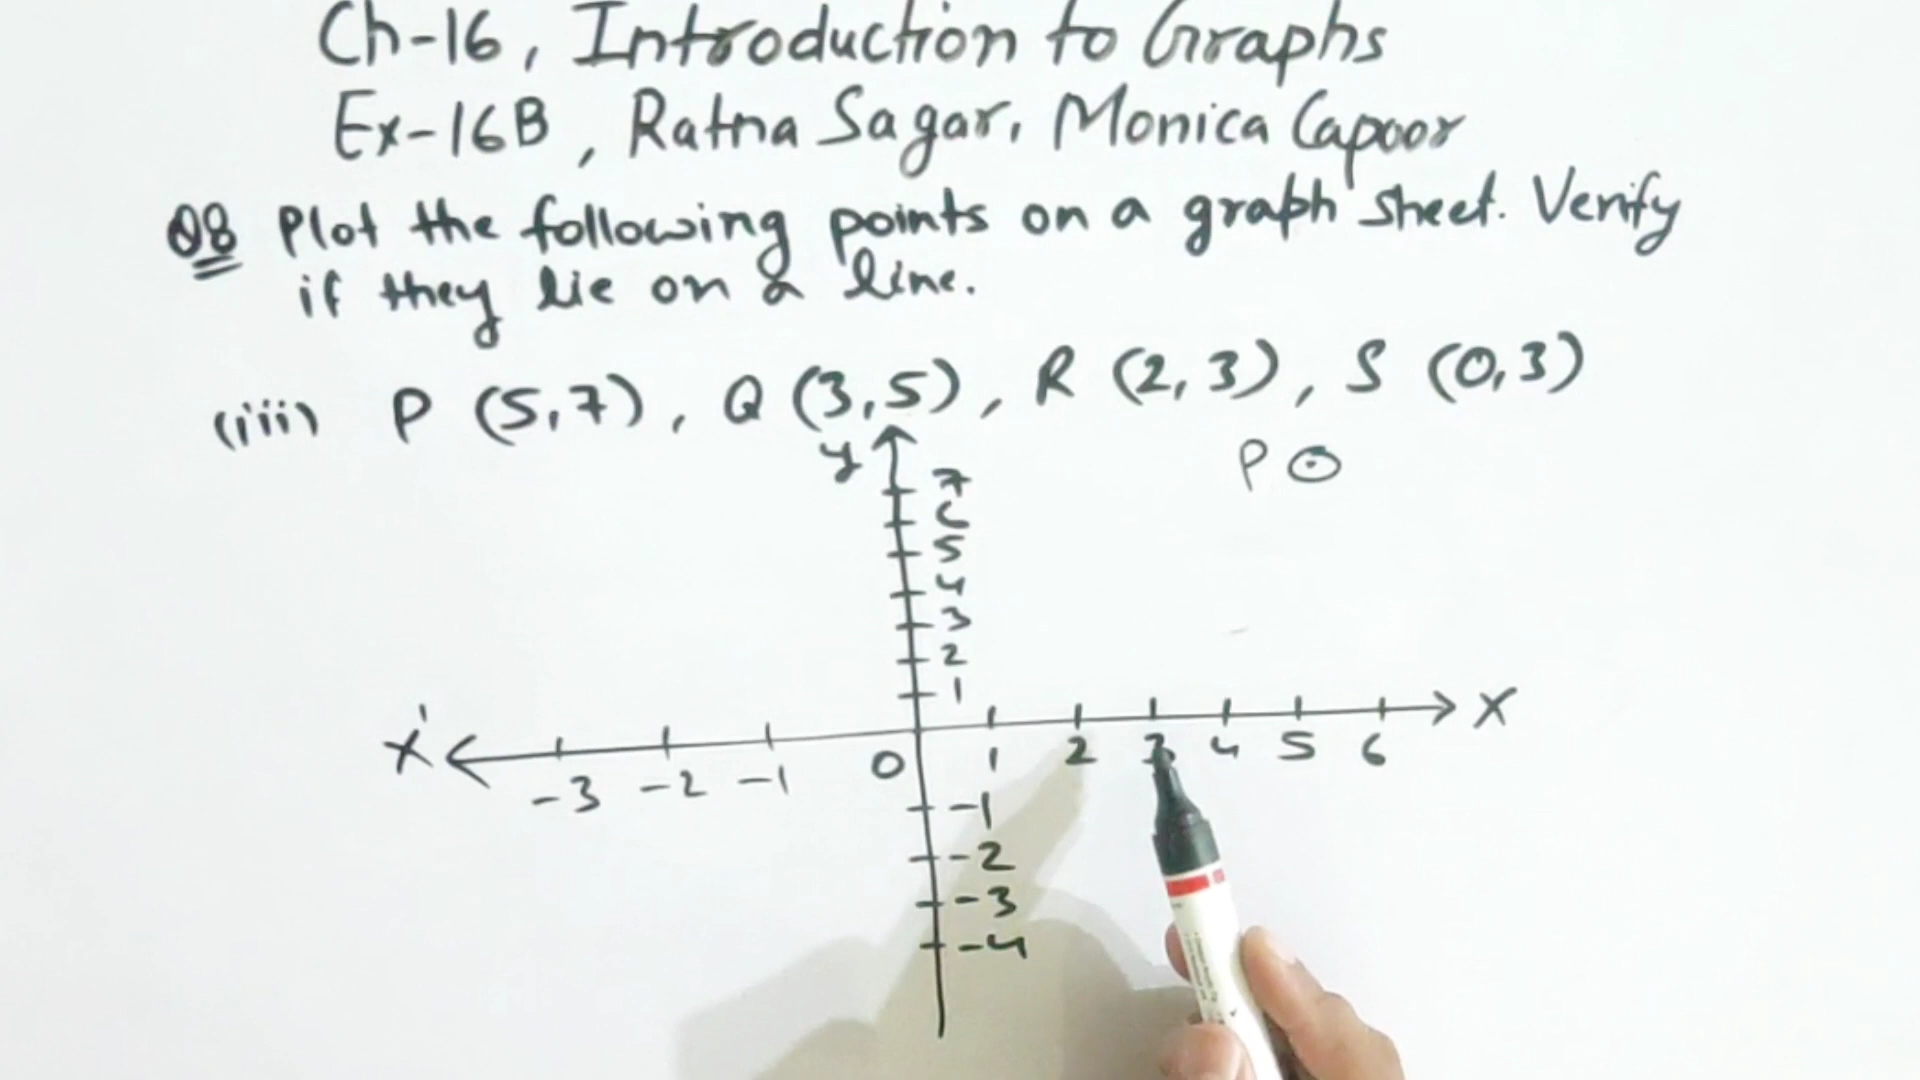 Ch-16, Introduction to Graphs
Ex-16B, Ratna Sagar, Monica Capoor
Q8 Plot the following points on a graph sheet. Verify
if they lie on a line.
(iii) P (5,7), Q (3,5), R (2,3), S (0,3)
P
y
7
6
5
4
3
2
1
X' -3 -2 -1 0 1 2 3 4 5 6 X
-1
-2
-3
-4